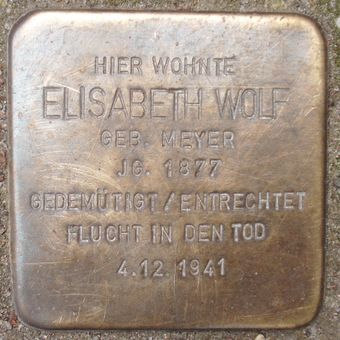 HIER WOHNTE
ELISABETH WOLF
GEB. MEYER
JG. 1877
GEDEMÜTIGT / ENTRECHTET
FLUCHT IN DEN TOD
4.12.1941